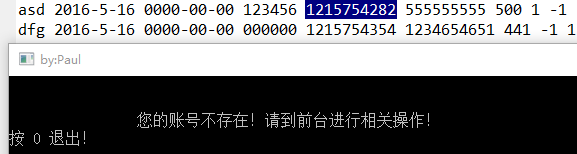 asd 2016-5-16 0000-00-00 123456 1215754282 555555555 500 1 -1
dfg 2016-5-16 0000-00-00 000000 1215754354 1234654651 441 -1 1
by:Paul
您的账号不存在! 请到前台进行相关操作!
按 0 退出!